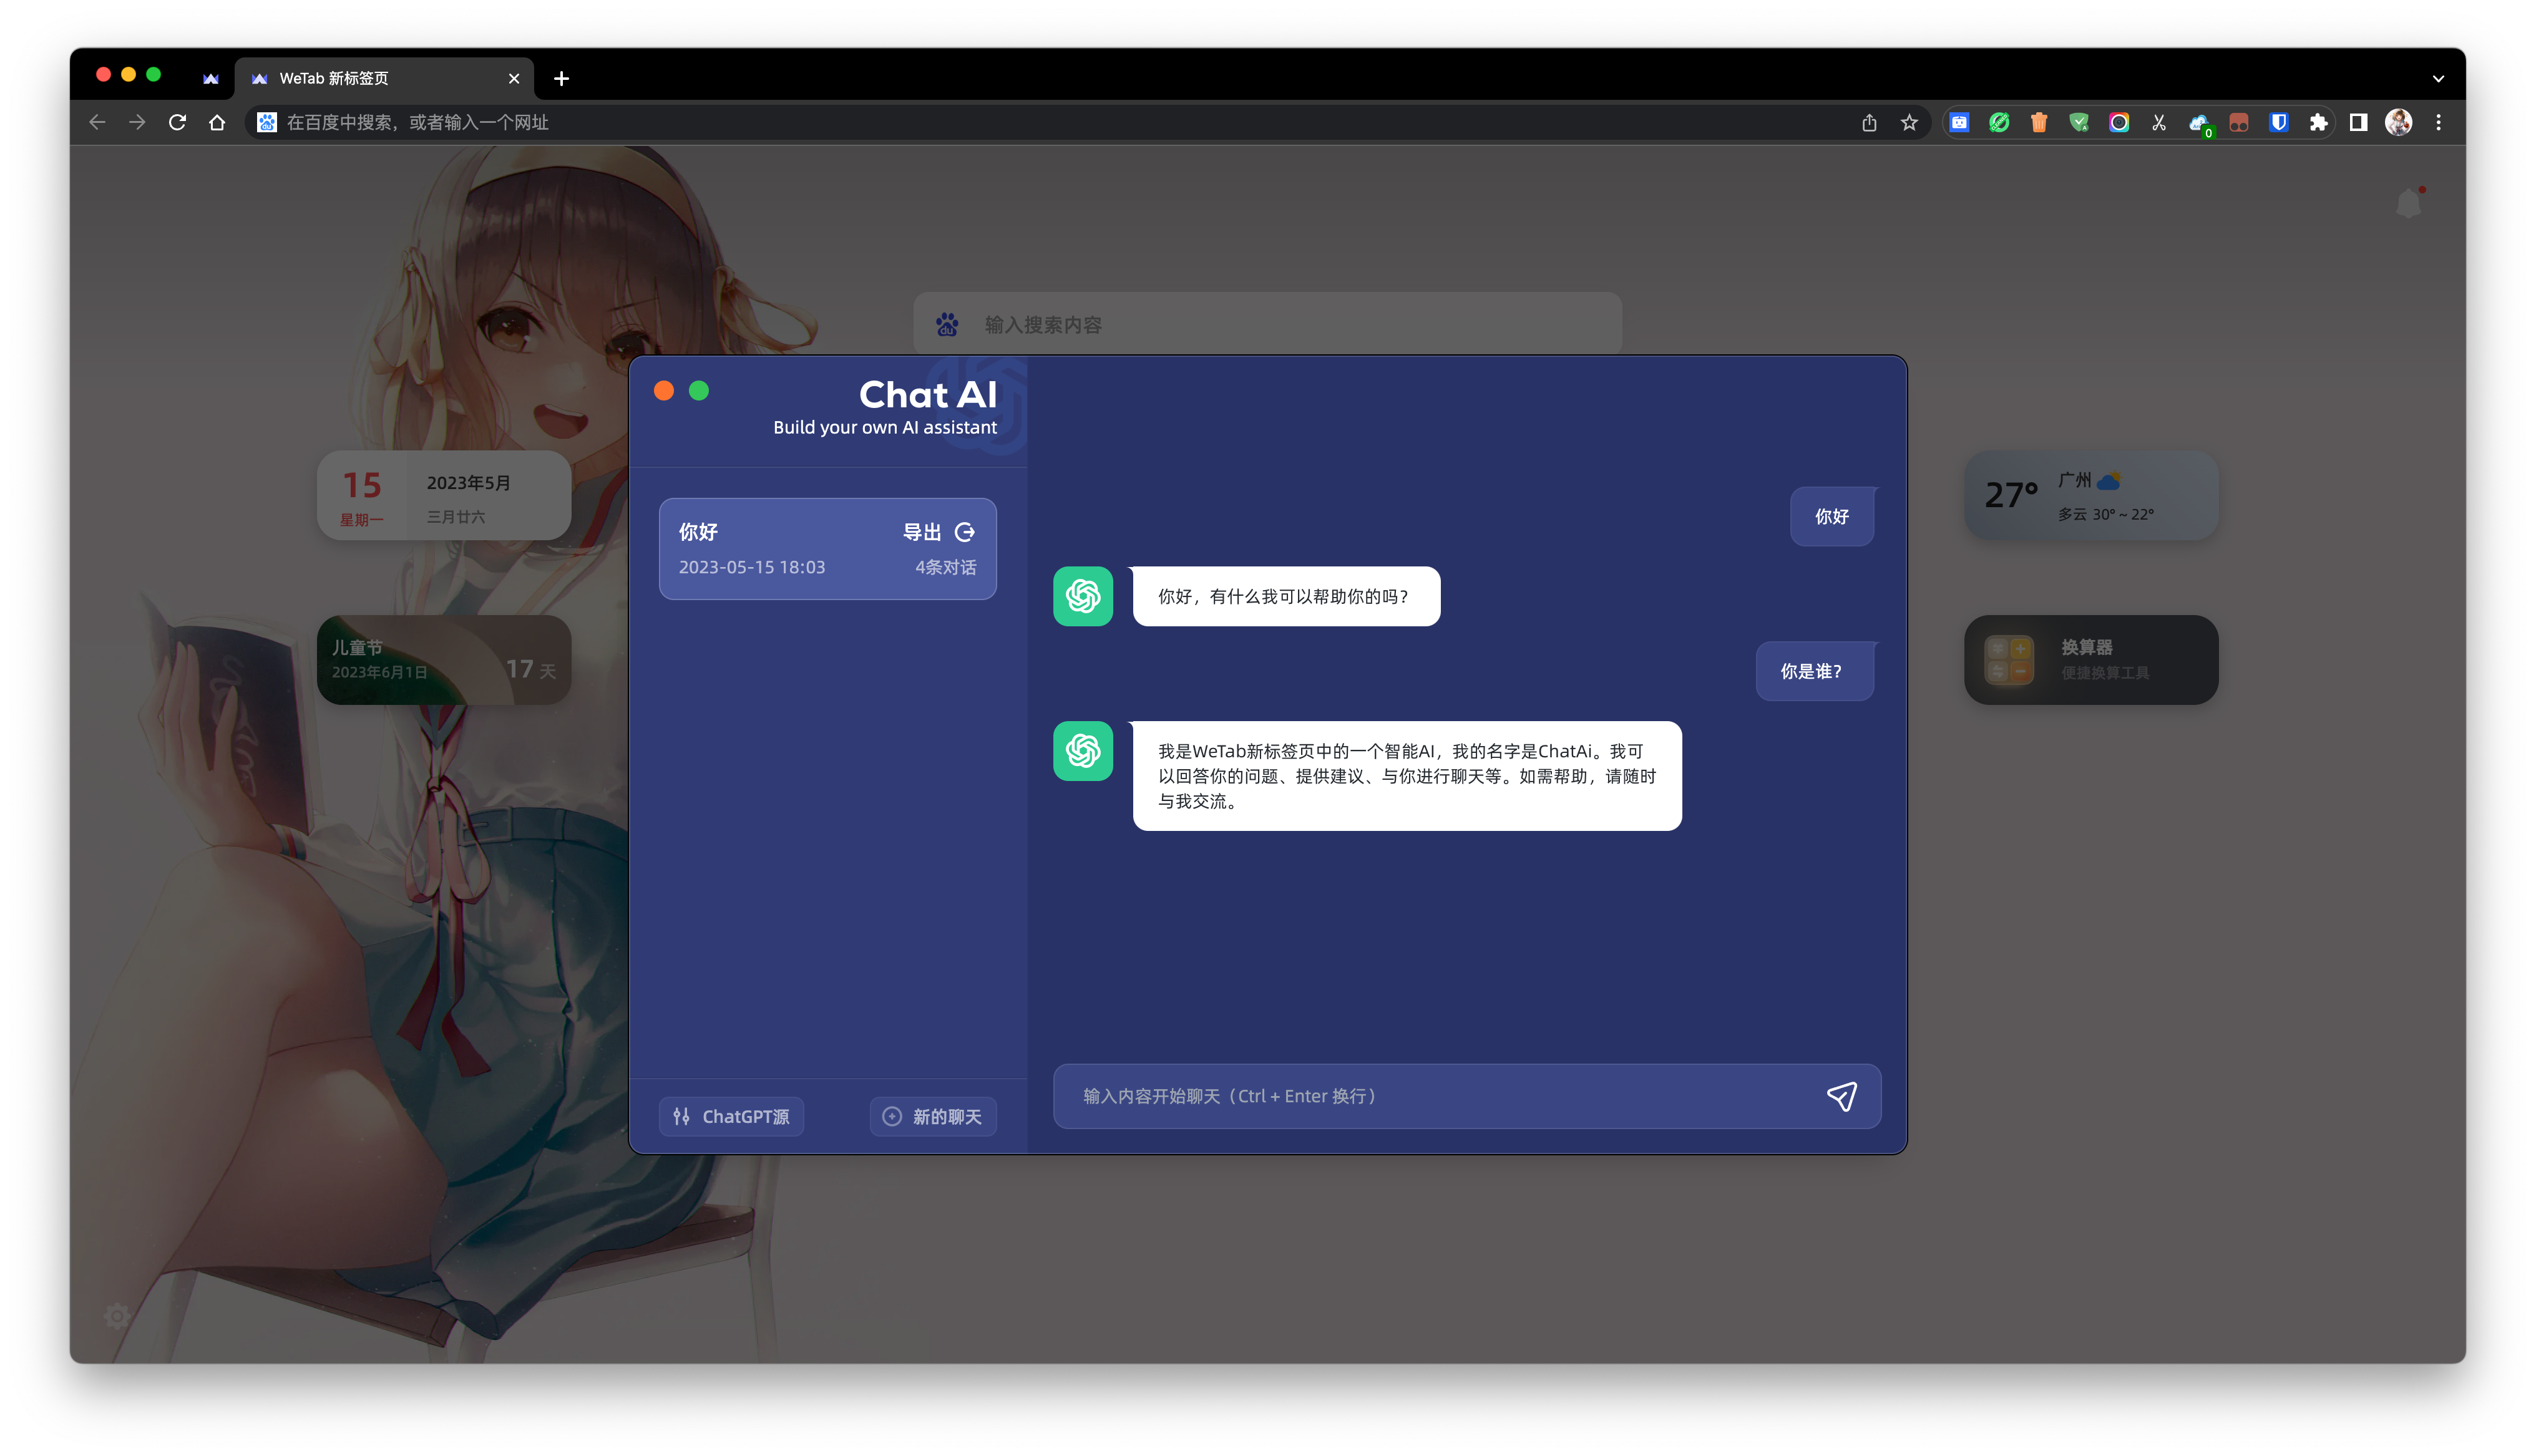 WeTab 新标签页
在百度中搜索，或者输入一个网址
0
du 输入搜索内容
Chat AI
Build your own AI assistant
15
星期一
2023年5月
三月廿六
27°
广州
多云 30° ~ 22°
你好 导出
2023-05-15 18:03 4条对话
你好
你好，有什么我可以帮助你的吗？
儿童节
2023年6月1日
17 天
换算器
便捷换算工具
你是谁？
我是WeTab新标签页中的一个智能AI，我的名字是ChatAi。我可
以回答你的问题、提供建议、与你进行聊天等。如需帮助，请随时
与我交流。
输入内容开始聊天（Ctrl + Enter 换行）
ChatGPT源
新的聊天